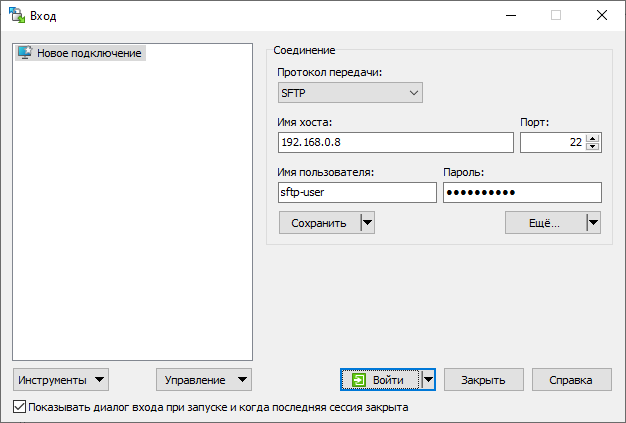 Вход
Новое подключение
Соединение
Протокол передачи:
SFTP
Имя хоста:
Порт:
192.168.0.8
22
Имя пользователя:
Пароль:
sftp-user
●●●●●●●●●●
Сохранить
Ещё...
Инструменты
Управление
Войти
Закрыть
Справка
Показывать диалог входа при запуске и когда последняя сессия закрыта